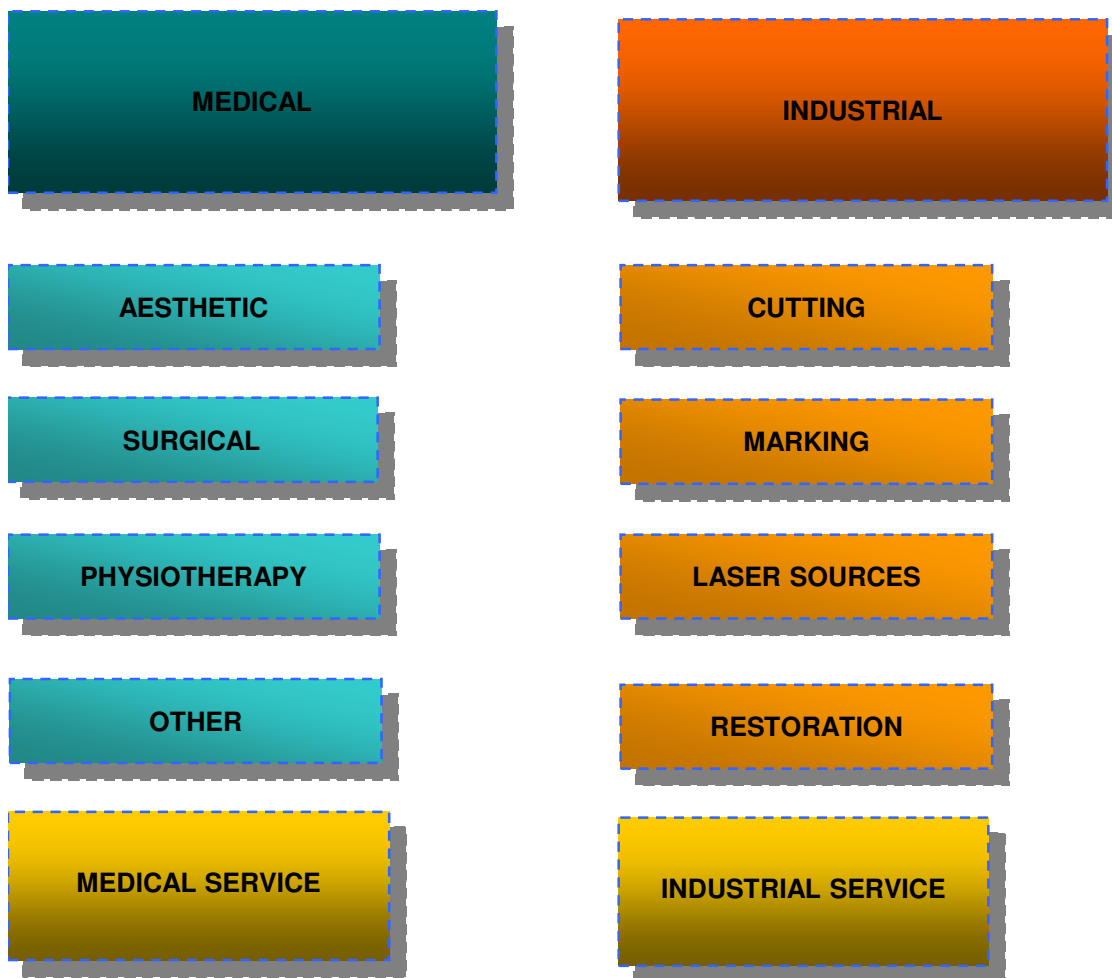 MEDICAL
INDUSTRIAL
AESTHETIC
CUTTING
SURGICAL
MARKING
PHYSIOTHERAPY
LASER SOURCES
OTHER
RESTORATION
MEDICAL SERVICE
INDUSTRIAL SERVICE